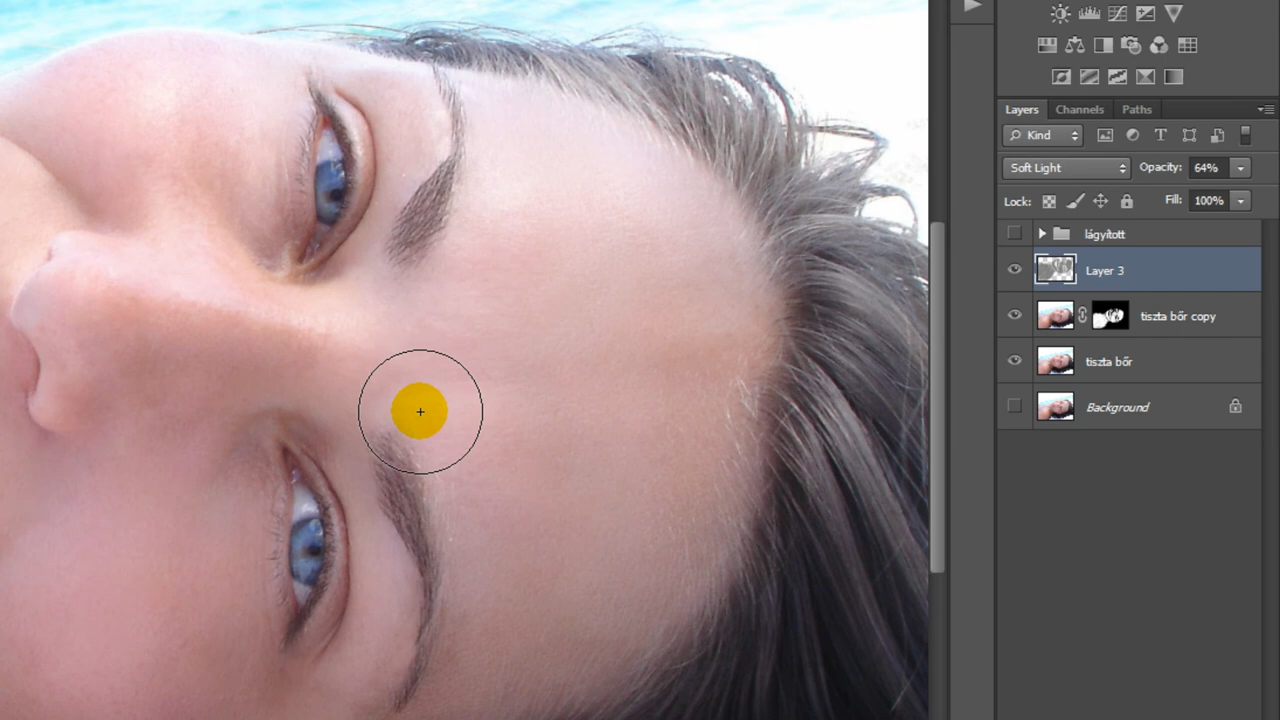 Layers Channels Paths
Kind
Soft Light Opacity: 64%
Lock: Fill: 100%
lágyított
Layer 3
tiszta bőr copy
tiszta bőr
Background